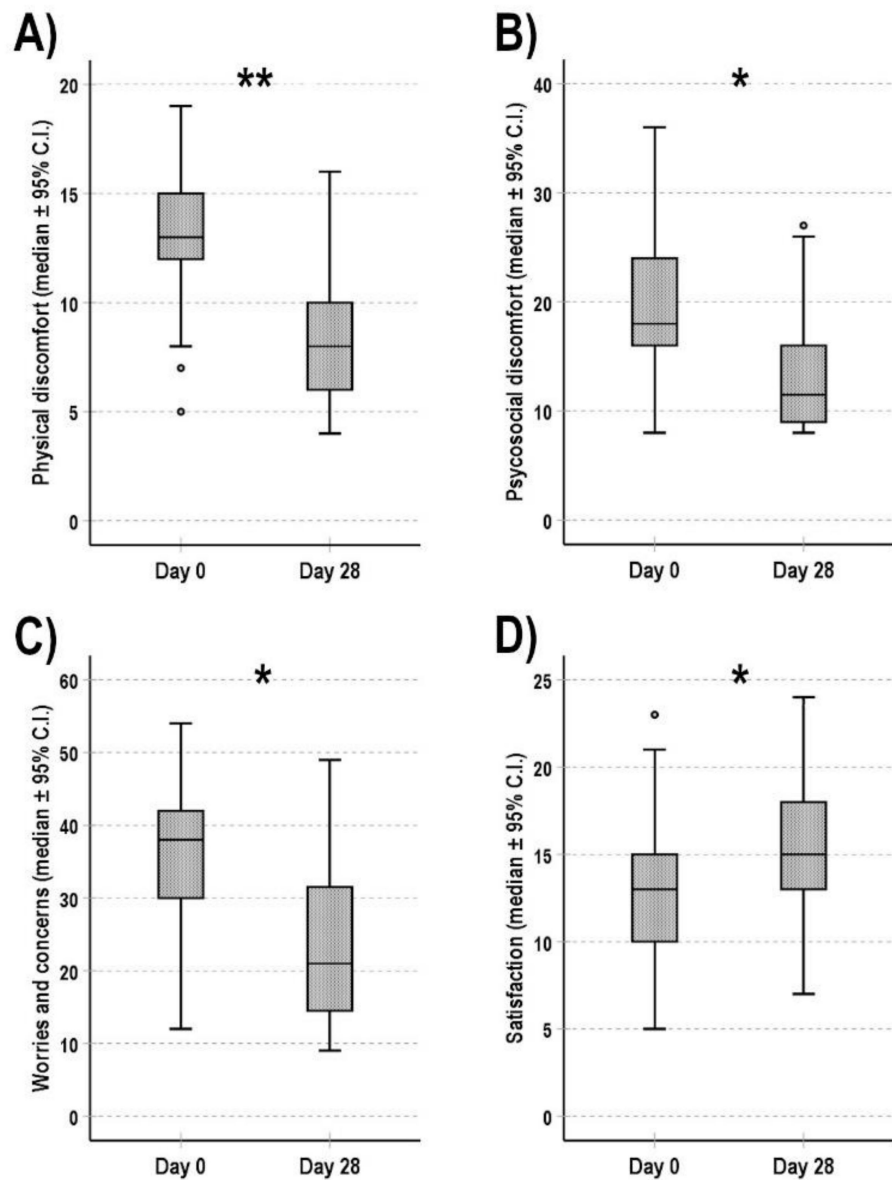 A)
**
20
15
10
5
0
Physical discomfort (median ± 95% C.I.)
Day 0 Day 28
B)
*
40
30
20
10
0
Psycosocial discomfort (median ± 95% C.I.)
Day 0 Day 28
C)
*
60
50
40
30
20
10
0
Worries and concerns (median ± 95% C.I.)
Day 0 Day 28
D)
*
25
20
15
10
5
0
Satisfaction (median ± 95% C.I.)
Day 0 Day 28